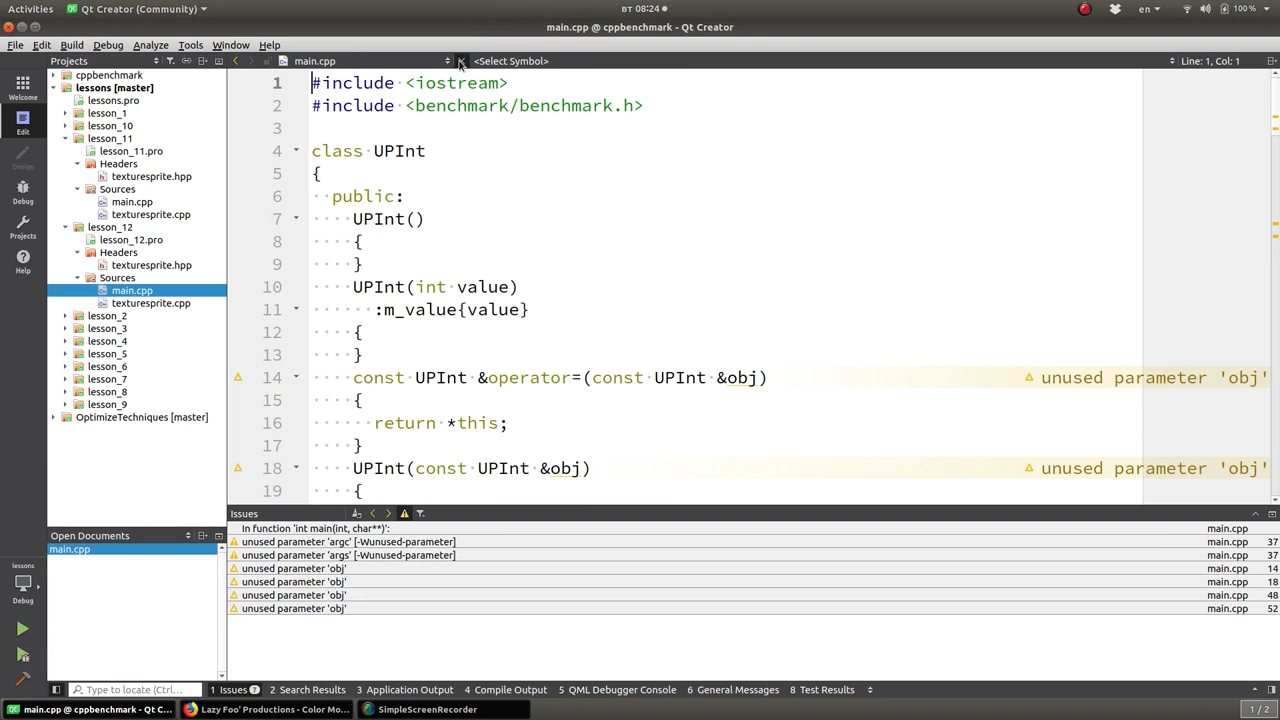 Activities Qt Creator (Community) вт 08:24 en 100 %
main.cpp @ cppbenchmark - Qt Creator
File Edit Build Debug Analyze Tools Window Help
Projects main.cpp <Select Symbol> Line: 1, Col: 1
Welcome
Edit
Design
Debug
Projects
Help
cppbenchmark
lessons [master]
lessons.pro
lesson_1
lesson_10
lesson_11
lesson_11.pro
Headers
texturesprite.hpp
Sources
main.cpp
texturesprite.cpp
lesson_12
lesson_12.pro
Headers
texturesprite.hpp
Sources
main.cpp
texturesprite.cpp
lesson_2
lesson_3
lesson_4
lesson_5
lesson_6
lesson_7
lesson_8
lesson_9
OptimizeTechniques [master]
1 #include <iostream>
2 #include <benchmark/benchmark.h>
3
4 class UPInt
5 {
6 public:
7 UPInt()
8 {
9 }
10 UPInt(int value)
11 :m_value{value}
12 {
13 }
14 const UPInt &operator=(const UPInt &obj) unused parameter 'obj'
15 {
16 return *this;
17 }
18 UPInt(const UPInt &obj) unused parameter 'obj'
19 {
Issues
In function 'int main(int, char**)': main.cpp
unused parameter 'argc' [-Wunused-parameter] main.cpp 37
unused parameter 'args' [-Wunused-parameter] main.cpp 37
unused parameter 'obj' main.cpp 14
unused parameter 'obj' main.cpp 18
unused parameter 'obj' main.cpp 48
unused parameter 'obj' main.cpp 52
Open Documents
main.cpp
lessons
Debug
Type to locate (Ctrl+... 1 Issues 7 2 Search Results 3 Application Output 4 Compile Output 5 QML Debugger Console 6 General Messages 8 Test Results
main.cpp @ cppbenchmark - Qt C... Lazy Foo' Productions - Color Mo... SimpleScreenRecorder 1 / 2